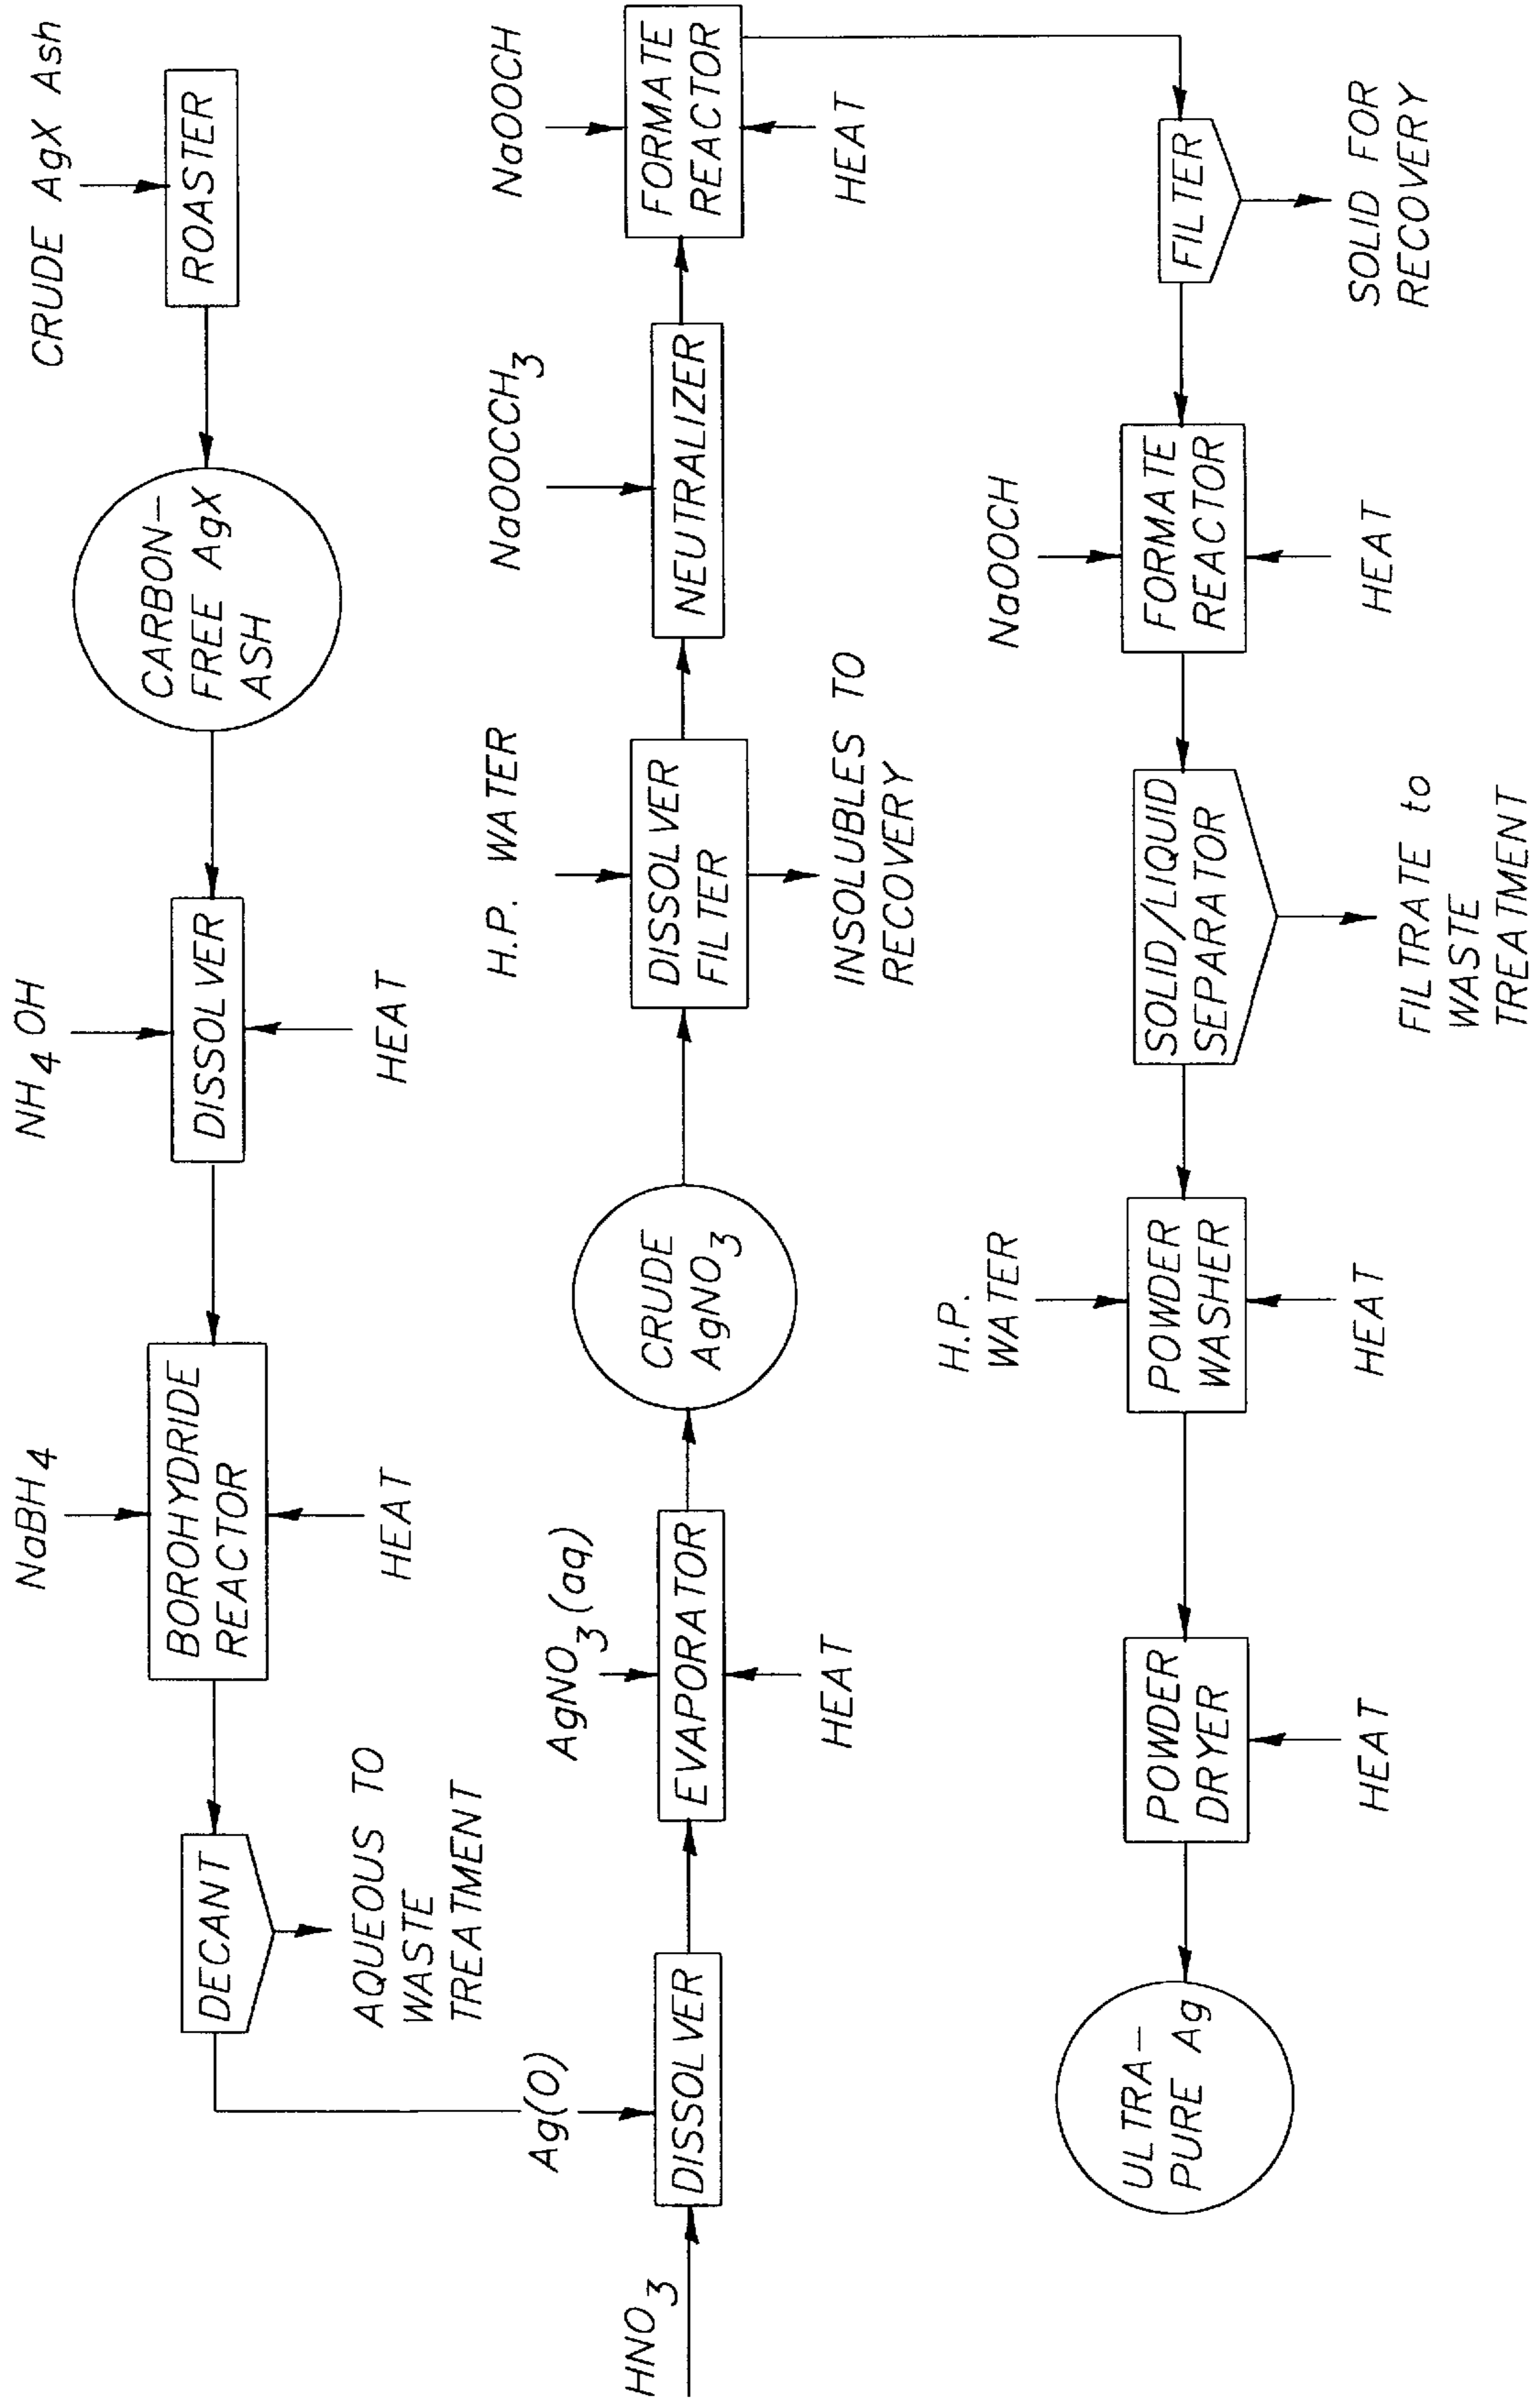 CRUDE AgX Ash
ROASTER
CARBON-
FREE AgX
ASH
NH4OH
DISSOLVER
HEAT
NaBH4
BOROHYDRIDE
REACTOR
HEAT
DECANT
AQUEOUS TO
WASTE
TREATMENT
Ag(O)
HNO3
DISSOLVER
AgNO3(aq)
EVAPORATOR
HEAT
CRUDE
AgNO3
H.P. WATER
DISSOLVER
FILTER
INSOLUBLES TO
RECOVERY
NaOOCCH3
NEUTRALIZER
NaOOCH
FORMATE
REACTOR
HEAT
FILTER
SOLID FOR
RECOVERY
NaOOCH
FORMATE
REACTOR
HEAT
SOLID/LIQUID
SEPARATOR
FILTRATE to
WASTE
TREATMENT
H.P.
WATER
POWDER
WASHER
HEAT
POWDER
DRYER
HEAT
ULTRA-
PURE Ag